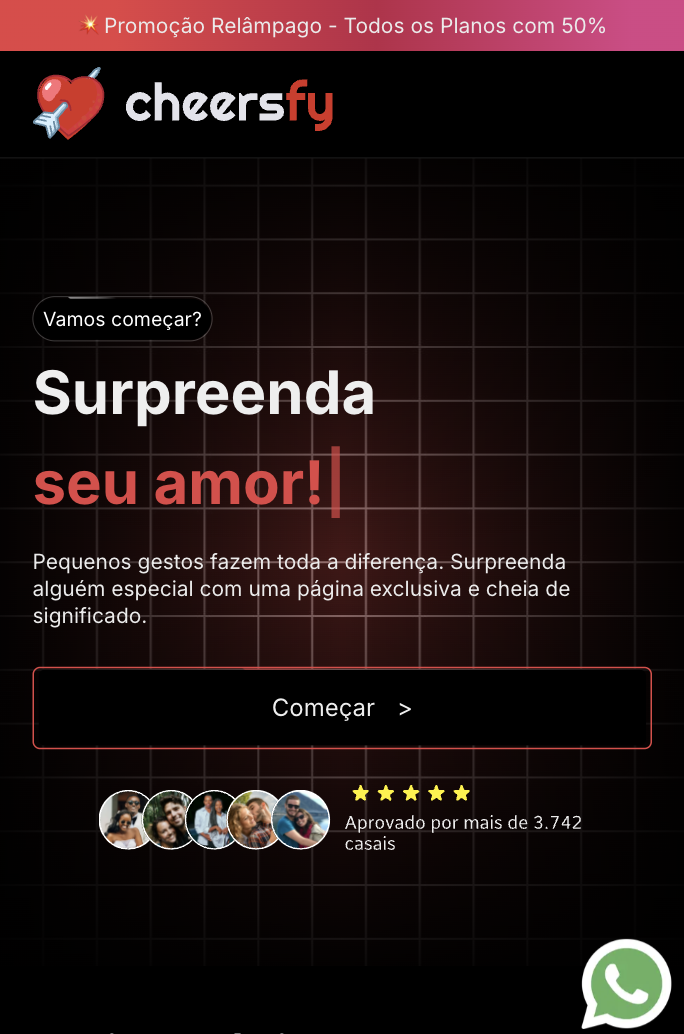 💥 Promoção Relâmpago - Todos os Planos com 50%
cheersfy
Vamos começar?
Surpreenda
seu amor!|
Pequenos gestos fazem toda a diferença. Surpreenda
alguém especial com uma página exclusiva e cheia de
significado.
Começar >
Aprovado por mais de 3.742
casais